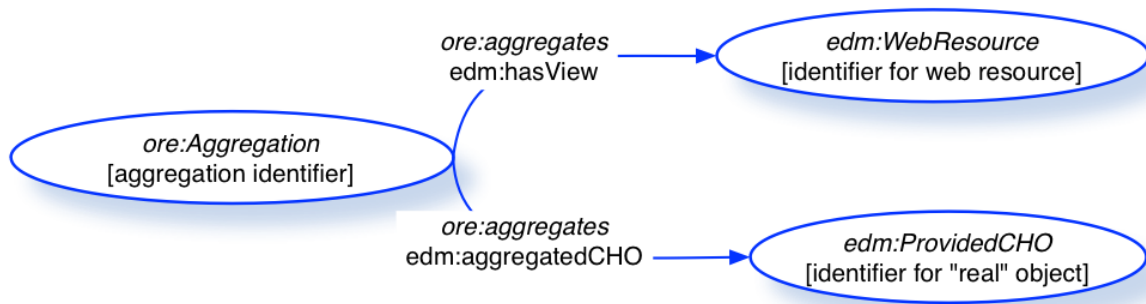 ore:aggregates
edm:hasView
edm:WebResource
[identifier for web resource]
ore:Aggregation
[aggregation identifier]
ore:aggregates
edm:aggregatedCHO
edm:ProvidedCHO
[identifier for "real" object]